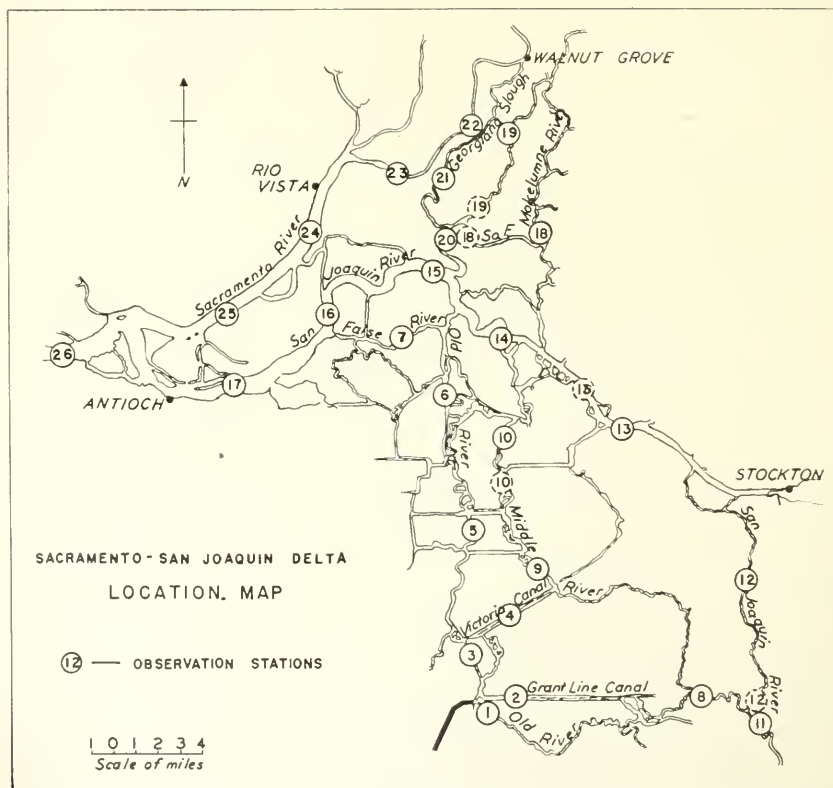 WALNUT GROVE
N
RIO
VISTA
Georgiana Slough
Mokelumne River
22
19
23
21
19
20
18
So. F.
18
24
Sacramento River
San Joaquin River
15
25
16
False River
7
14
26
17
ANTIOCH
Old River
6
13
13
10
10
STOCKTON
Middle River
5
9
San Joaquin River
12
SACRAMENTO - SAN JOAQUIN DELTA
LOCATION MAP
Victoria Canal
4
3
12 — OBSERVATION STATIONS
2
Grant Line Canal
8
12
11
1
Old River
1 0 1 2 3 4
Scale of miles